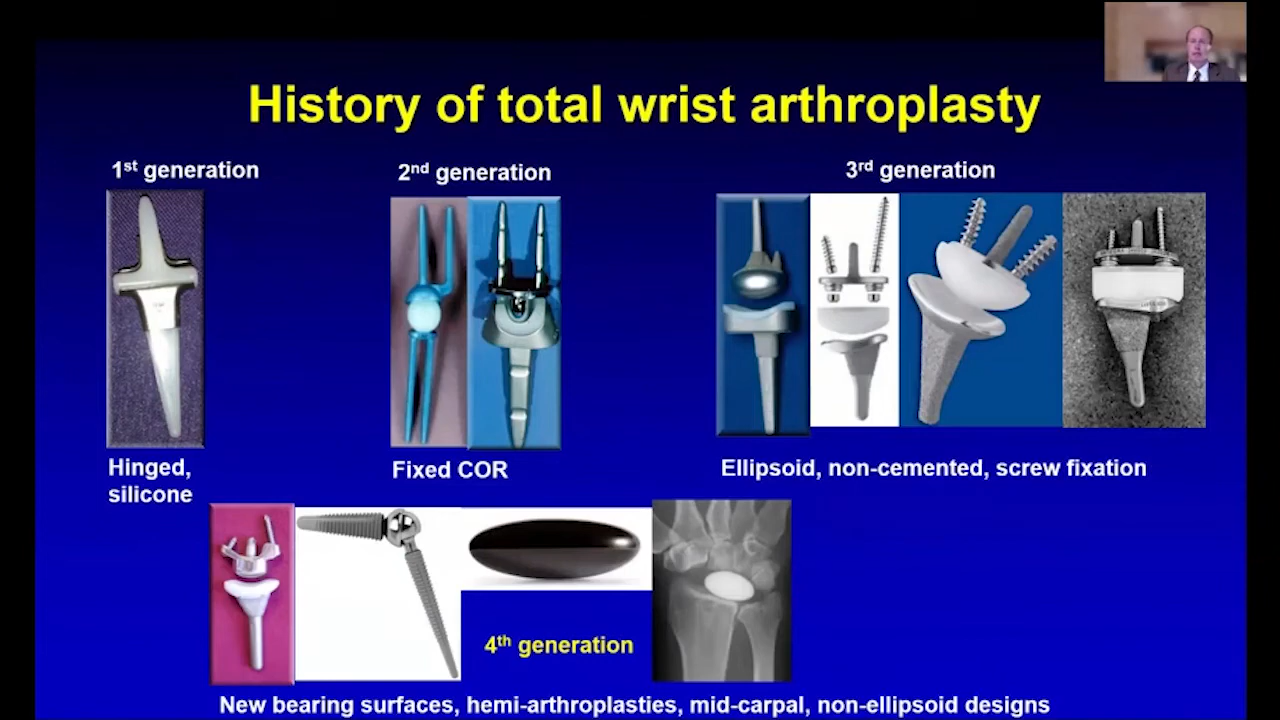 History of total wrist arthroplasty
1st generation
2nd generation
3rd generation
Hinged,
silicone
Fixed COR
Ellipsoid, non-cemented, screw fixation
4th generation
New bearing surfaces, hemi-arthroplasties, mid-carpal, non-ellipsoid designs